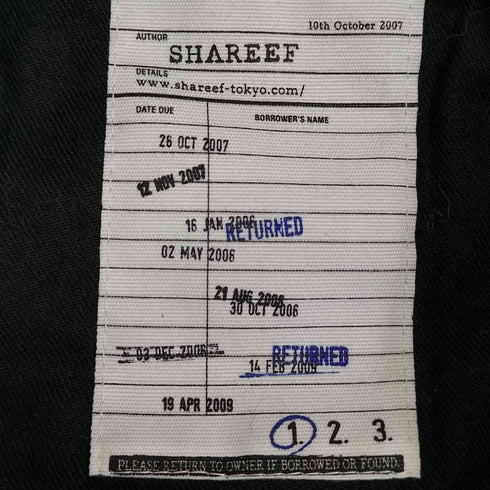 10th October 2007
AUTHOR
SHAREEF
DETAILS
www.shareef-tokyo.com/
DATE DUE BORROWER'S NAME
26 OCT 2007
12 NOV 2007
16 JAN 2006
RETURNED
02 MAY 2006
21 AUG 2008
30 OCT 2006
03 DEC 2006
RETURNED
14 FEB 2009
19 APR 2009
1. 2. 3.
PLEASE RETURN TO OWNER IF BORROWED OR FOUND.